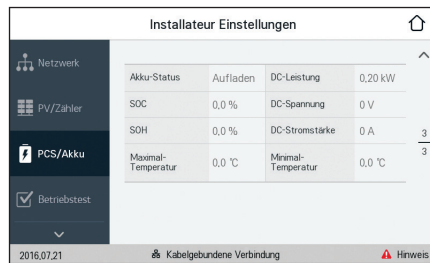 Installateur Einstellungen
Netzwerk
PV/Zähler
PCS/Akku
Betriebstest
Akku-Status Aufladen DC-Leistung 0,20 kW
SOC 0,0 % DC-Spannung 0 V
SOH 0,0 % DC-Stromstärke 0 A
Maximal-
Temperatur 0,0 °C Minimal-
Temperatur 0,0 °C
3
3
2016.07.21 Kabelgebundene Verbindung Hinweis